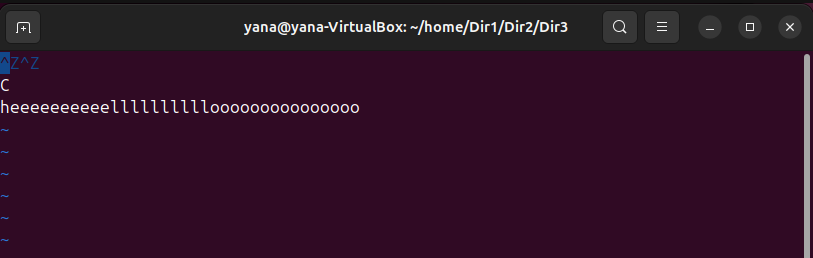 yana@yana-VirtualBox: ~/home/Dir1/Dir2/Dir3
^Z^Z
C
heeeeeeeeeellllllllllooooooooooooooo
~
~
~
~
~
~